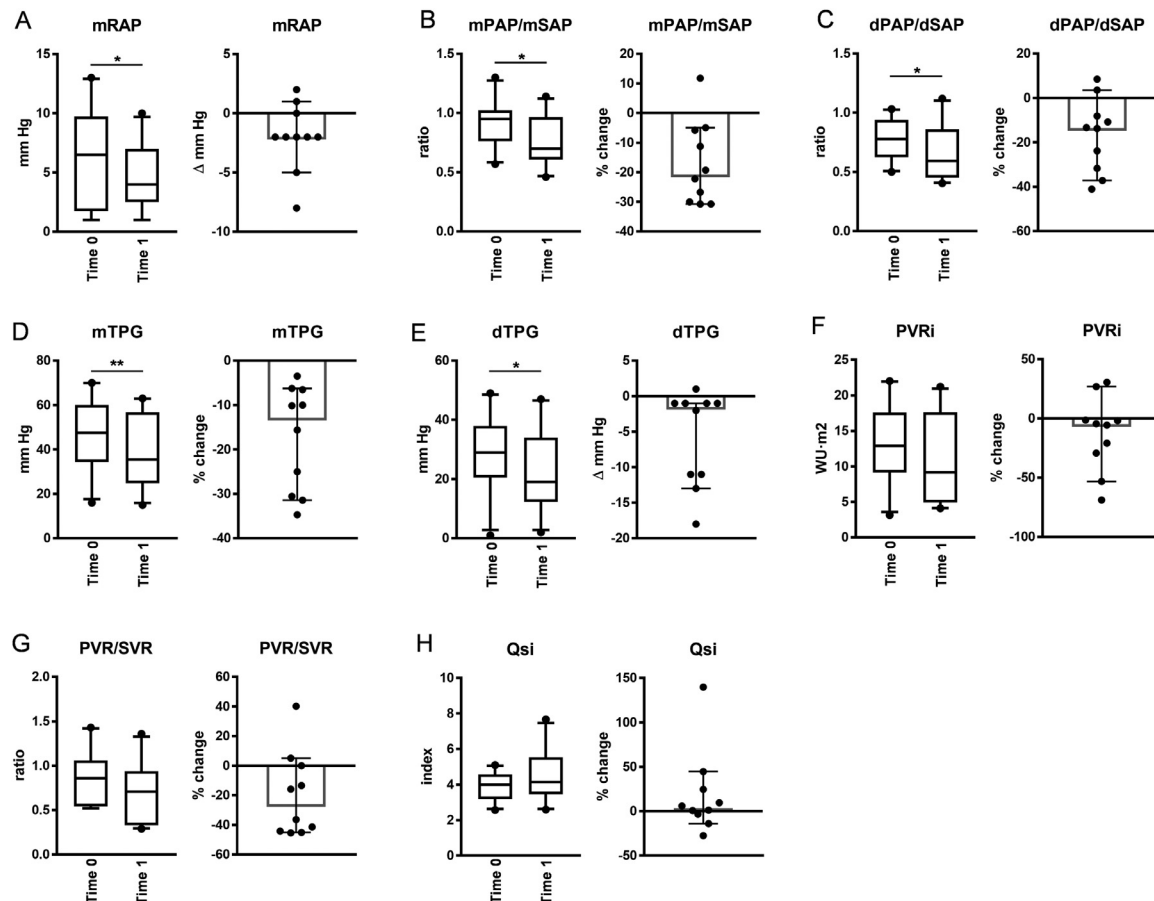 A
mRAP
mRAP
15
10
5
0
mm Hg
*
Time 0
Time 1
5
0
-5
-10
Δ mm Hg
B
mPAP/mSAP
mPAP/mSAP
1.5
1.0
0.5
0.0
ratio
*
Time 0
Time 1
20
10
0
-10
-20
-30
-40
% change
C
dPAP/dSAP
dPAP/dSAP
1.5
1.0
0.5
0.0
ratio
*
Time 0
Time 1
20
0
-20
-40
-60
% change
D
mTPG
mTPG
80
60
40
20
0
mm Hg
**
Time 0
Time 1
0
-10
-20
-30
-40
% change
E
dTPG
dTPG
60
40
20
0
mm Hg
*
Time 0
Time 1
5
0
-5
-10
-15
-20
Δ mm Hg
F
PVRi
PVRi
25
20
15
10
5
0
WU·m2
Time 0
Time 1
50
0
-50
-100
% change
G
PVR/SVR
PVR/SVR
2.0
1.5
1.0
0.5
0.0
ratio
Time 0
Time 1
60
40
20
0
-20
-40
-60
% change
H
Qsi
Qsi
10
8
6
4
2
0
index
Time 0
Time 1
150
100
50
0
-50
% change